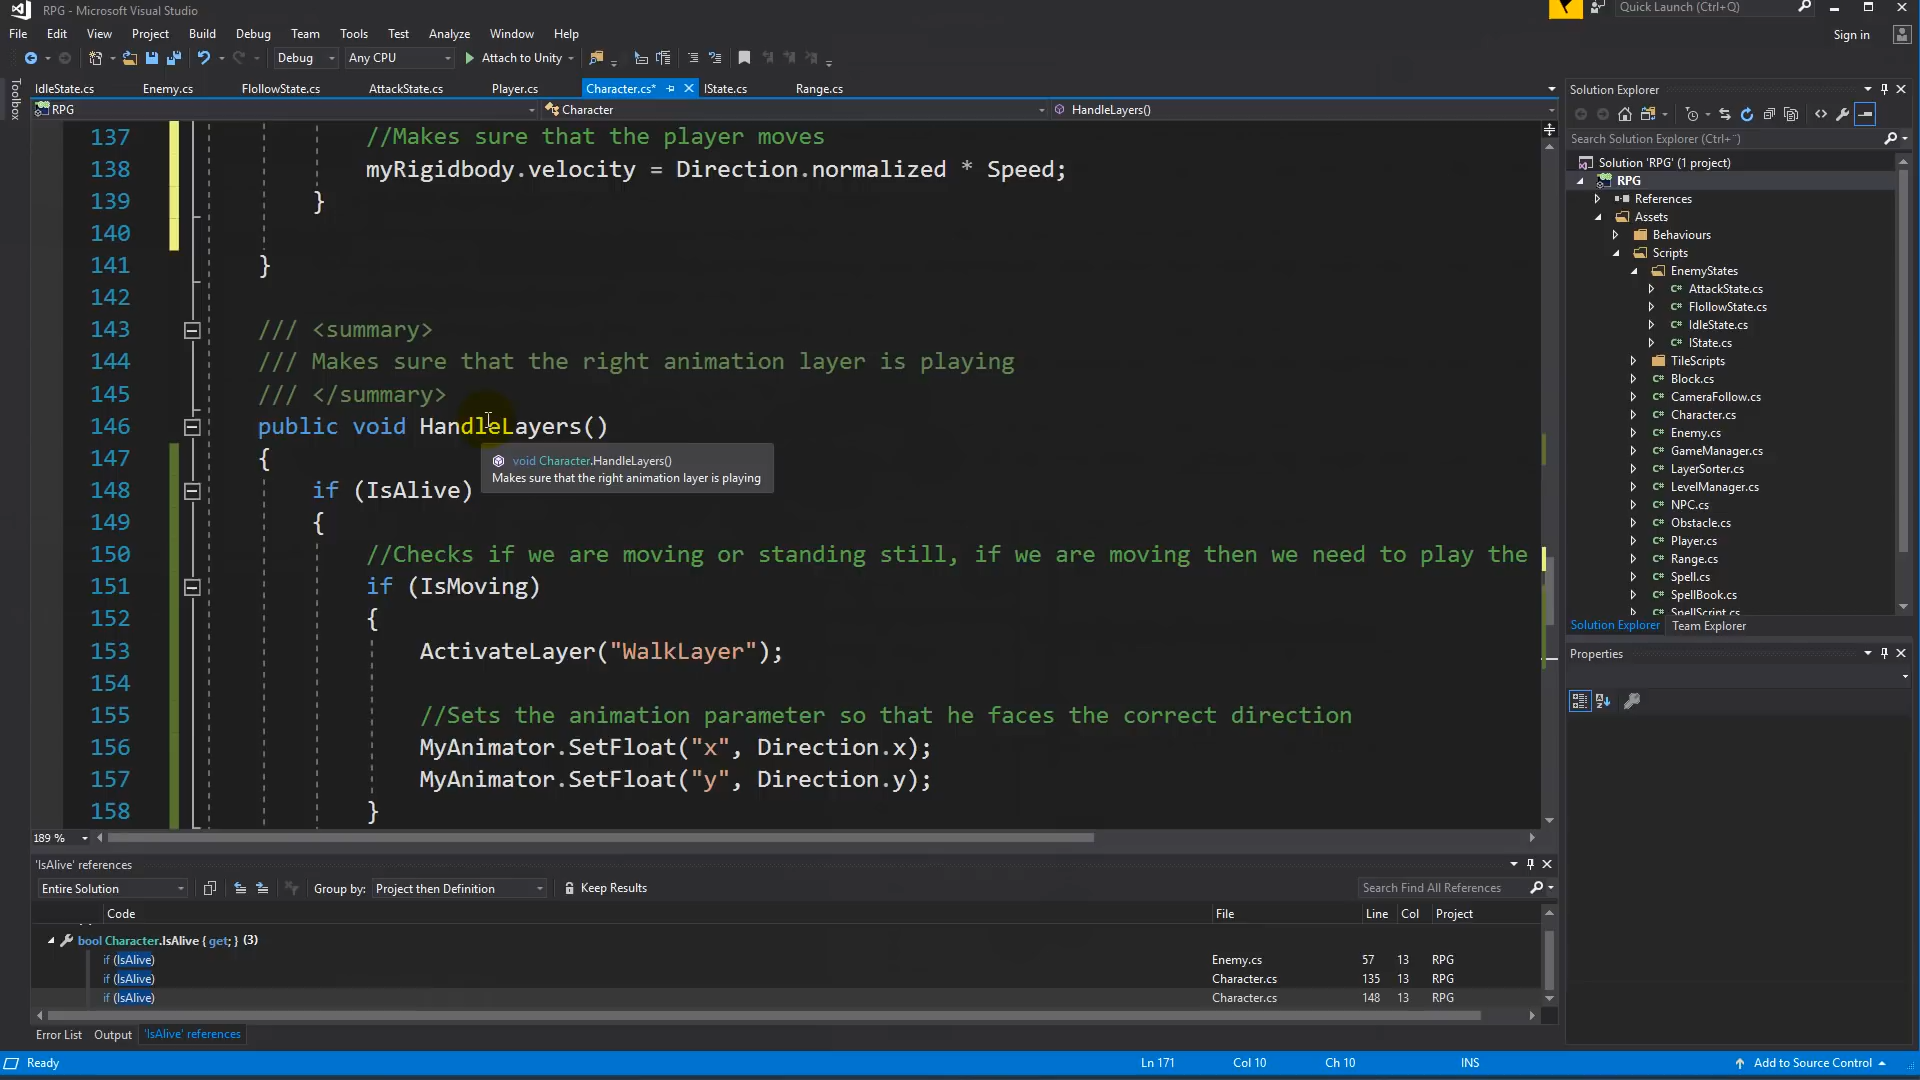 RPG - Microsoft Visual Studio
Quick Launch (Ctrl+Q)
File Edit View Project Build Debug Team Tools Test Analyze Window Help
Sign in
Debug Any CPU Attach to Unity
Toolbox
IdleState.cs Enemy.cs FlollowState.cs AttackState.cs Player.cs Character.cs* IState.cs Range.cs
RPG Character HandleLayers()
137 //Makes sure that the player moves
138 myRigidbody.velocity = Direction.normalized * Speed;
139 }
140
141 }
142
143 /// <summary>
144 /// Makes sure that the right animation layer is playing
145 /// </summary>
146 public void HandleLayers()
147 {
void Character.HandleLayers()
Makes sure that the right animation layer is playing
148 if (IsAlive)
149 {
150 //Checks if we are moving or standing still, if we are moving then we need to play the
151 if (IsMoving)
152 {
153 ActivateLayer("WalkLayer");
154
155 //Sets the animation parameter so that he faces the correct direction
156 MyAnimator.SetFloat("x", Direction.x);
157 MyAnimator.SetFloat("y", Direction.y);
158 }
189 %
'IsAlive' references
Entire Solution Group by: Project then Definition Keep Results Search Find All References
Code File Line Col Project
bool Character.IsAlive { get; } (3)
if (IsAlive) Enemy.cs 57 13 RPG
if (IsAlive) Character.cs 135 13 RPG
if (IsAlive) Character.cs 148 13 RPG
Error List Output 'IsAlive' references
Ready Ln 171 Col 10 Ch 10 INS Add to Source Control
Solution Explorer
Search Solution Explorer (Ctrl+¨)
Solution 'RPG' (1 project)
RPG
References
Assets
Behaviours
Scripts
EnemyStates
C# AttackState.cs
C# FlollowState.cs
C# IdleState.cs
C# IState.cs
TileScripts
C# Block.cs
C# CameraFollow.cs
C# Character.cs
C# Enemy.cs
C# GameManager.cs
C# LayerSorter.cs
C# LevelManager.cs
C# NPC.cs
C# Obstacle.cs
C# Player.cs
C# Range.cs
C# Spell.cs
C# SpellBook.cs
C# SpellScript.cs
Solution Explorer Team Explorer
Properties